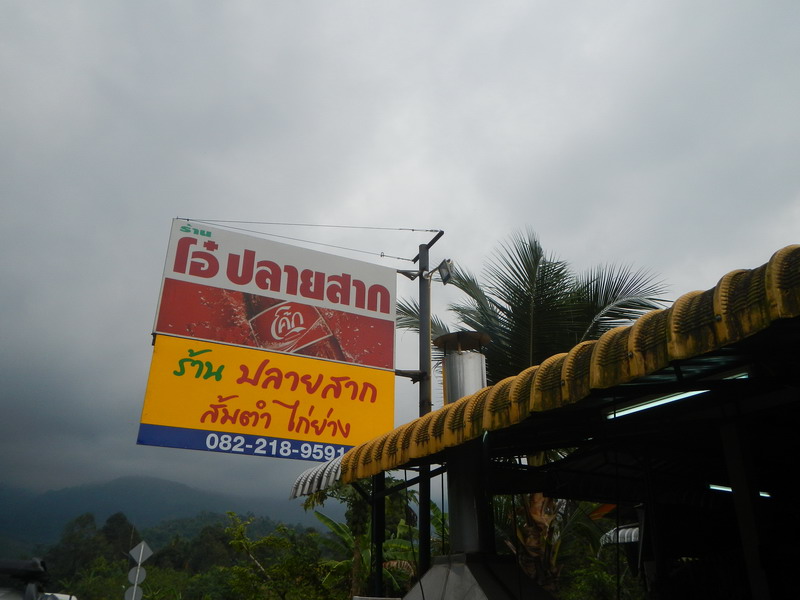 ร้าน
โอ๋ ปลายสาก
โค้ก
ร้าน ปลายสาก
ส้มตำ ไก่ย่าง
082-218-9591